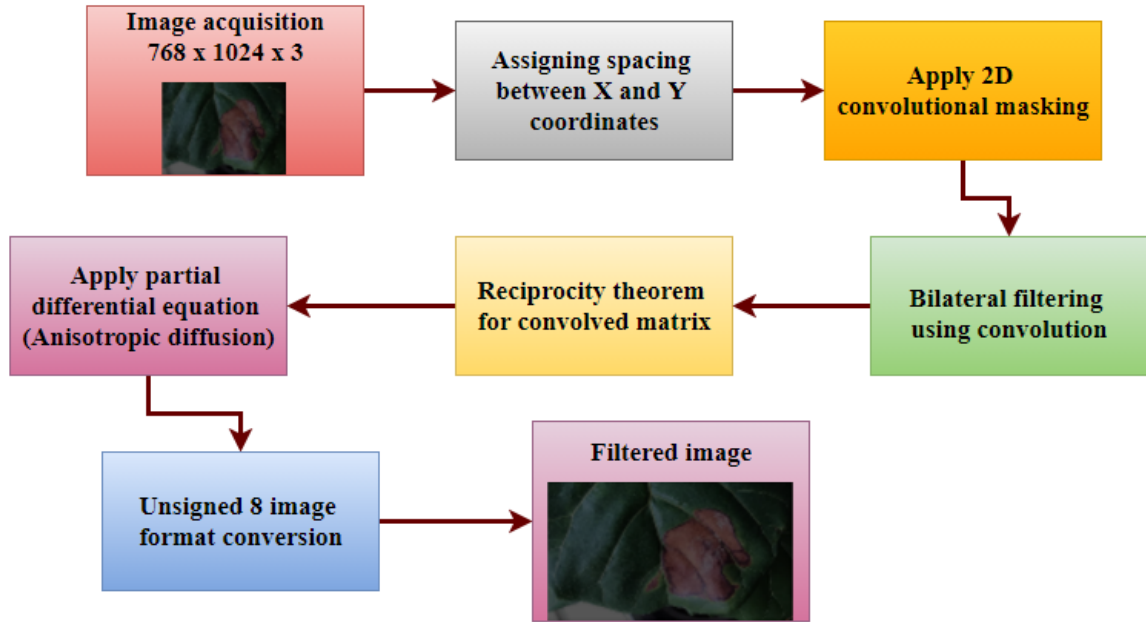 Image acquisition
768 x 1024 x 3
Assigning spacing
between X and Y
coordinates
Apply 2D
convolutional masking
Bilateral filtering
using convolution
Reciprocity theorem
for convolved matrix
Apply partial
differential equation
(Anisotropic diffusion)
Unsigned 8 image
format conversion
Filtered image